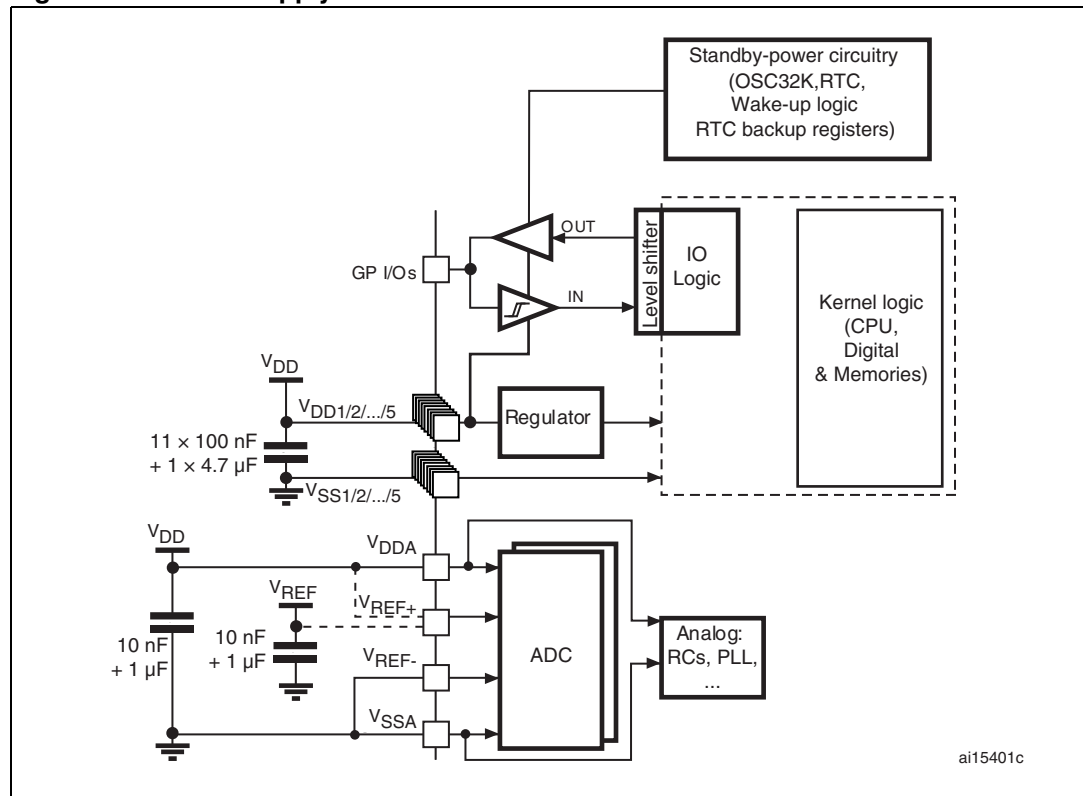 Standby-power circuitry
(OSC32K,RTC,
Wake-up logic
RTC backup registers)
OUT
GP I/Os
IN
Level shifter
IO
Logic
Kernel logic
(CPU,
Digital
& Memories)
VDD
VDD1/2/.../5
Regulator
11 × 100 nF
+ 1 × 4.7 µF
VSS1/2/.../5
VDD
VDDA
VREF
VREF+
10 nF
+ 1 µF
10 nF
+ 1 µF
VREF-
ADC
Analog:
RCs, PLL,
...
VSSA
ai15401c